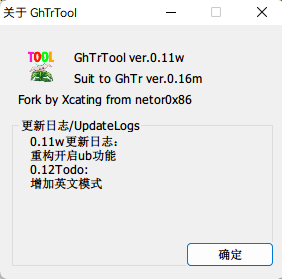 关于 GhTrTool
TOOL
GhTrTool ver.0.11w
Suit to GhTr ver.0.16m
Fork by Xcating from netor0x86
更新日志/UpdateLogs
0.11w更新日志：
重构开启ub功能
0.12Todo:
增加英文模式
确定